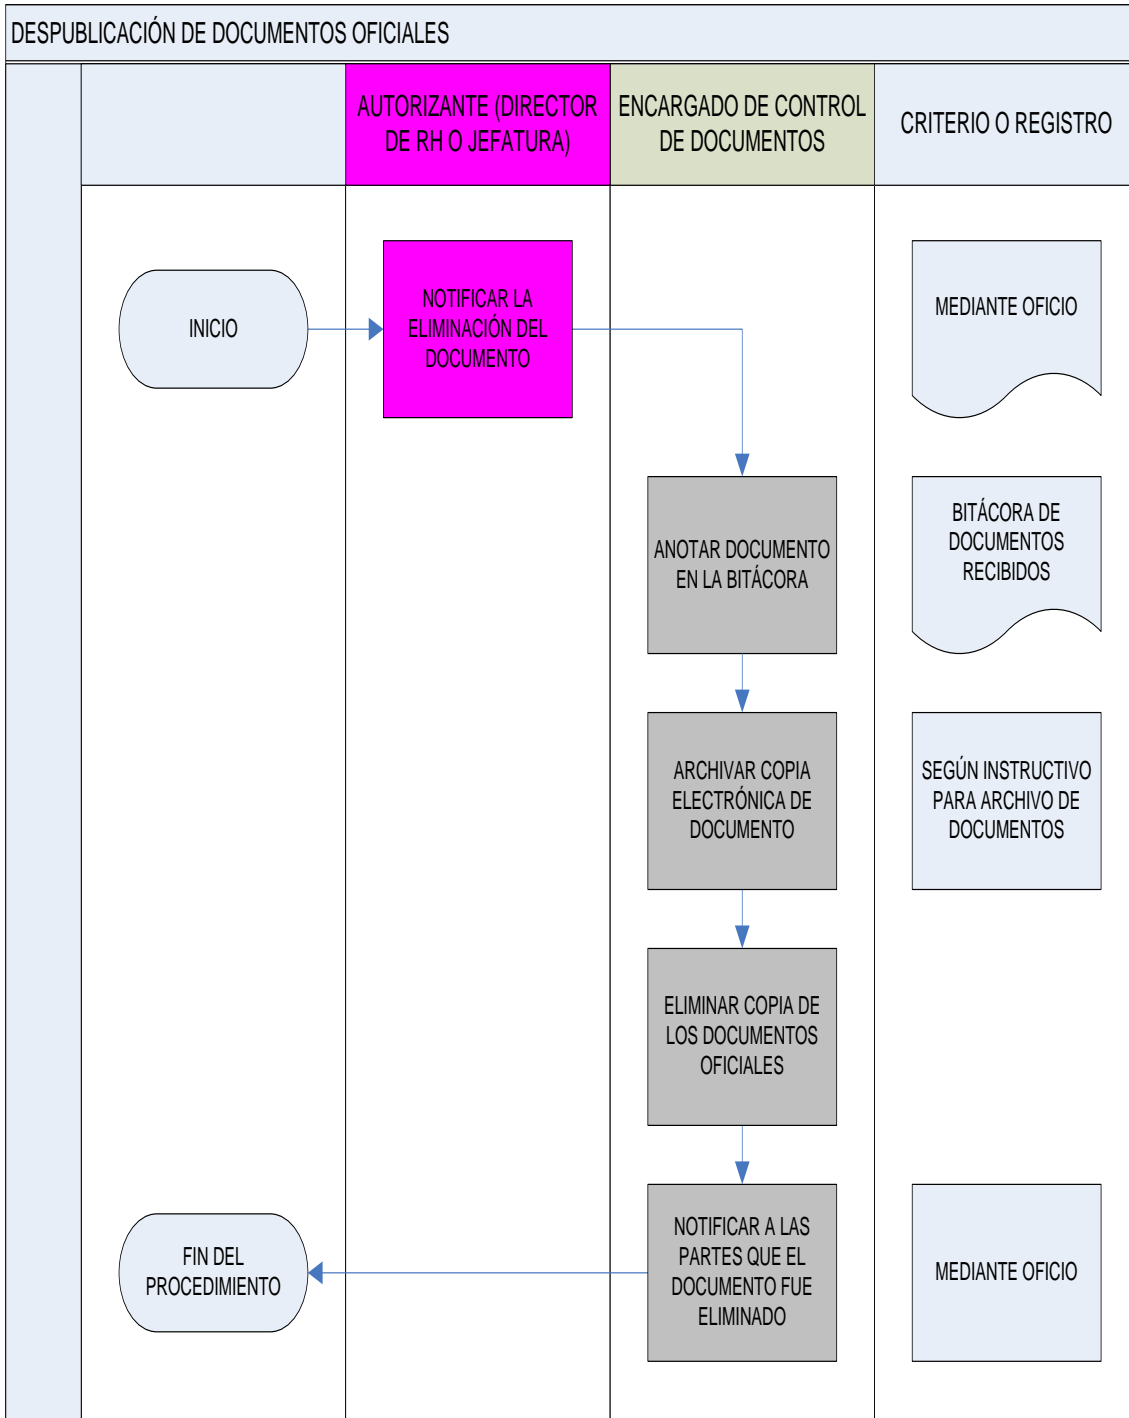 DESPUBLICACIÓN DE DOCUMENTOS OFICIALES
AUTORIZANTE (DIRECTOR
DE RH O JEFATURA)
ENCARGADO DE CONTROL
DE DOCUMENTOS
CRITERIO O REGISTRO
INICIO
NOTIFICAR LA
ELIMINACIÓN DEL
DOCUMENTO
MEDIANTE OFICIO
ANOTAR DOCUMENTO
EN LA BITÁCORA
BITÁCORA DE
DOCUMENTOS
RECIBIDOS
ARCHIVAR COPIA
ELECTRÓNICA DE
DOCUMENTO
SEGÚN INSTRUCTIVO
PARA ARCHIVO DE
DOCUMENTOS
ELIMINAR COPIA DE
LOS DOCUMENTOS
OFICIALES
FIN DEL
PROCEDIMIENTO
NOTIFICAR A LAS
PARTES QUE EL
DOCUMENTO FUE
ELIMINADO
MEDIANTE OFICIO